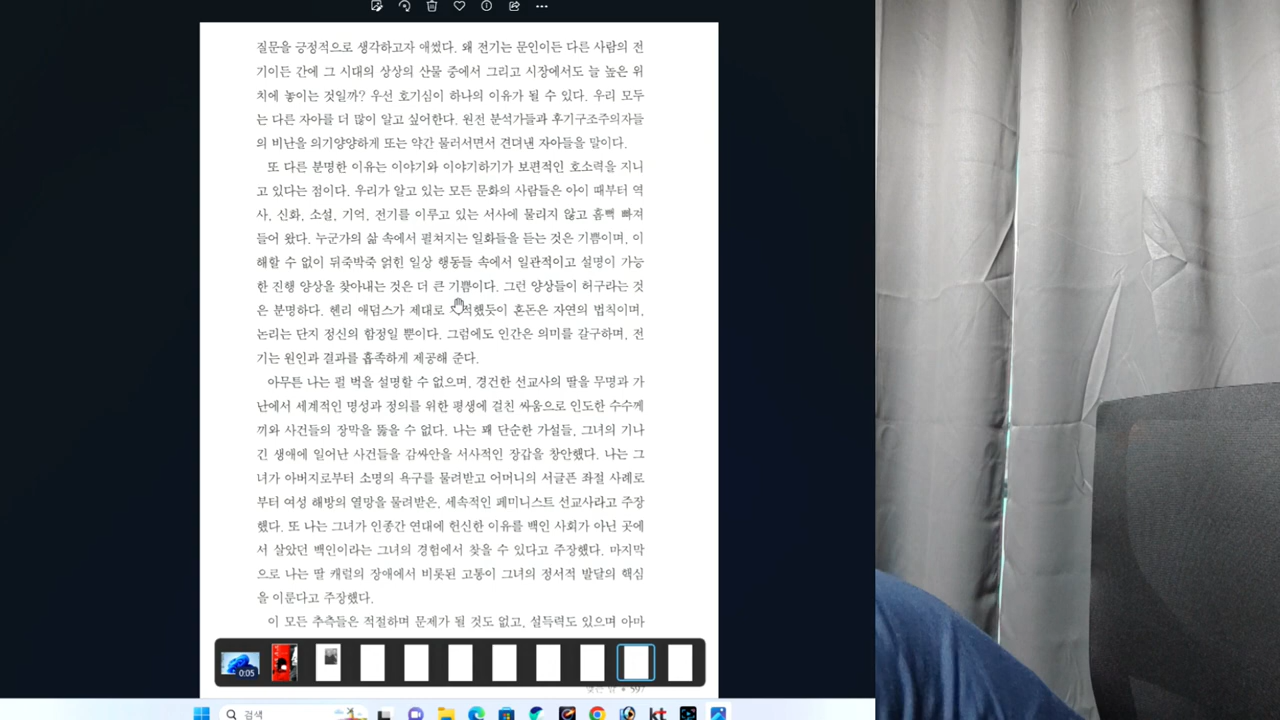 질문을 긍정적으로 생각하고자 애썼다. 왜 전기는 문인이든 다른 사람의 전
기이든 간에 그 시대의 상상의 산물 중에서 그리고 시장에서도 늘 높은 위
치에 놓이는 것일까? 우선 호기심이 하나의 이유가 될 수 있다. 우리 모두
는 다른 자아를 더 많이 알고 싶어한다. 원전 분석가들과 후기구조주의자들
의 비난을 의기양양하게 또는 약간 물러서면서 견뎌낸 자아들을 말이다.
또 다른 분명한 이유는 이야기와 이야기하기가 보편적인 호소력을 지니
고 있다는 점이다. 우리가 알고 있는 모든 문화의 사람들은 아이 때부터 역
사, 신화, 소설, 기억, 전기를 이루고 있는 서사에 물리지 않고 흠뻑 빠져
들어 왔다. 누군가의 삶 속에서 펼쳐지는 일화들을 듣는 것은 기쁨이며, 이
해할 수 없이 뒤죽박죽 얽힌 일상 행동들 속에서 일관적이고 설명이 가능
한 진행 양상을 찾아내는 것은 더 큰 기쁨이다. 그런 양상들이 허구라는 것
은 분명하다. 헨리 애덤스가 제대로 지적했듯이 혼돈은 자연의 법칙이며,
논리는 단지 정신의 함정일 뿐이다. 그럼에도 인간은 의미를 갈구하며, 전
기는 원인과 결과를 흡족하게 제공해 준다.
아무튼 나는 펄 벅을 설명할 수 없으며, 경건한 선교사의 딸을 무명과 가
난에서 세계적인 명성과 정의를 위한 평생에 걸친 싸움으로 인도한 수수께
끼와 사건들의 장막을 뚫을 수 없다. 나는 꽤 단순한 가설들, 그녀의 기나
긴 생애에 일어난 사건들을 감싸안을 서사적인 장갑을 창안했다. 나는 그
녀가 아버지로부터 소명의 욕구를 물려받고 어머니의 서글픈 좌절 사례로
부터 여성 해방의 열망을 물려받은, 세속적인 페미니스트 선교사라고 주장
했다. 또 나는 그녀가 인종간 연대에 헌신한 이유를 백인 사회가 아닌 곳에
서 살았던 백인이라는 그녀의 경험에서 찾을 수 있다고 주장했다. 마지막
으로 나는 딸 캐럴의 장애에서 비롯된 고통이 그녀의 정서적 발달의 핵심
을 이룬다고 주장했다.
이 모든 추측들은 적절하며 문제가 될 것도 없고, 설득력도 있으며 아마
0:05
597
검색
kt